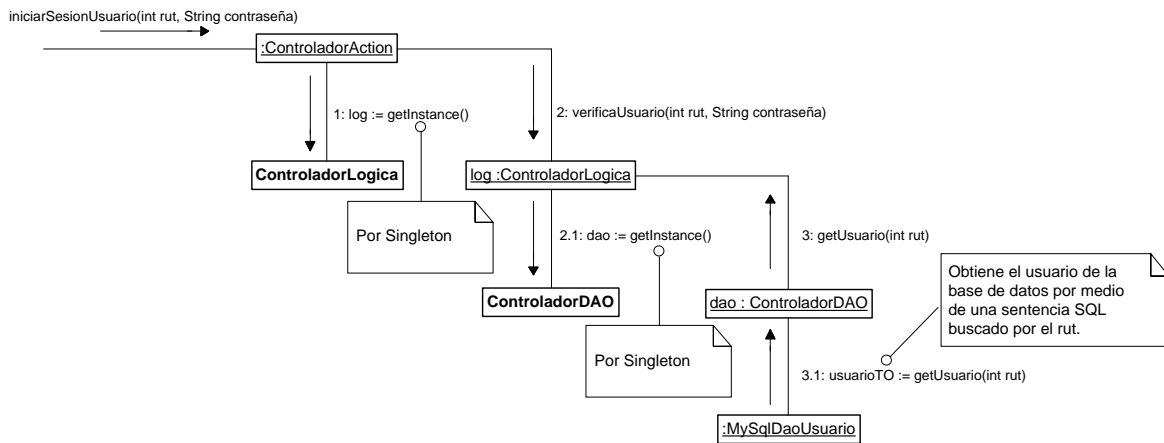 iniciarSesionUsuario(int rut, String contraseña)
:ControladorAction
1: log := getInstance()
2: verificaUsuario(int rut, String contraseña)
ControladorLogica
log :ControladorLogica
Por Singleton
2.1: dao := getInstance()
3: getUsuario(int rut)
Obtiene el usuario de la
base de datos por medio
de una sentencia SQL
buscado por el rut.
ControladorDAO
dao : ControladorDAO
Por Singleton
3.1: usuarioTO := getUsuario(int rut)
:MySqlDaoUsuario